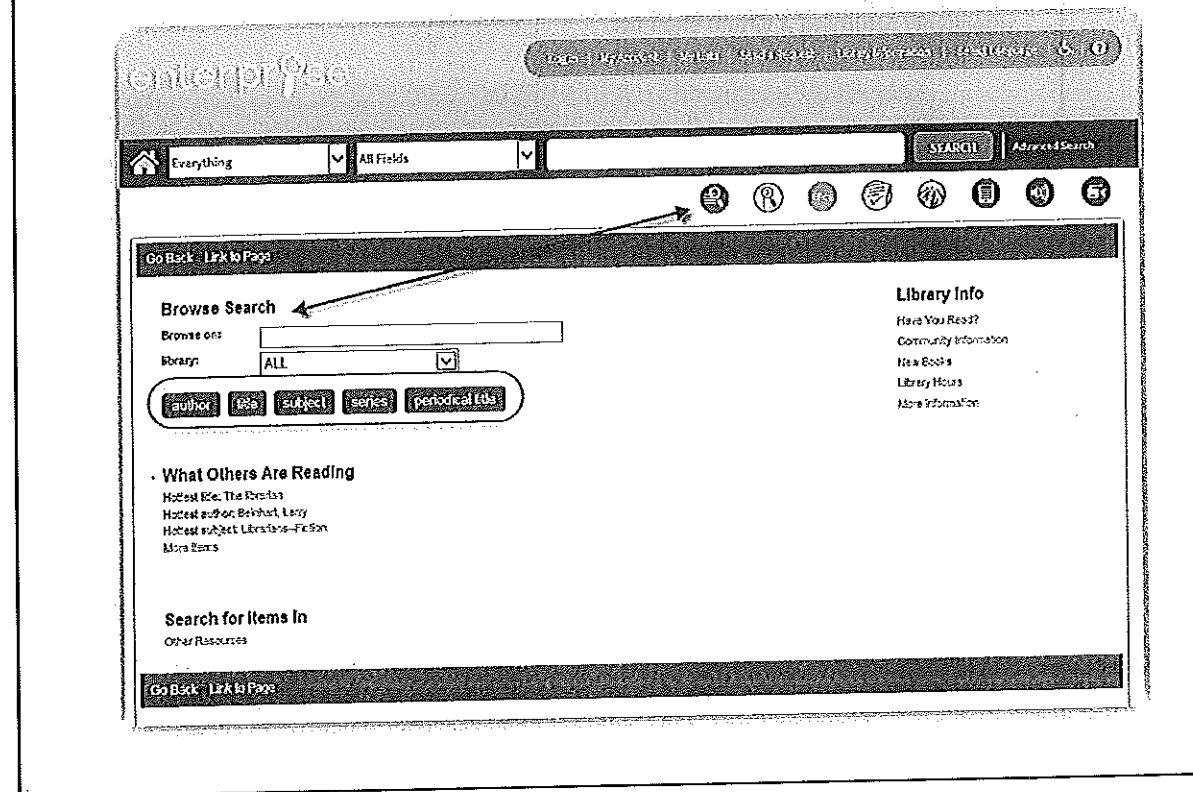 enterprise
Everything All Fields SEARCH Advanced Search
Go Back Link to Page
Browse Search
Browse on:
library: ALL
author title subject series periodical title
What Others Are Reading
Hottest title: The librarian
Hottest author: Beinhart, Larry
Hottest subject: Librarians--Fiction
More Items
Search for Items In
Other Resources
Library Info
Have You Read?
Community Information
New Books
Library Hours
More Information
Go Back Link to Page